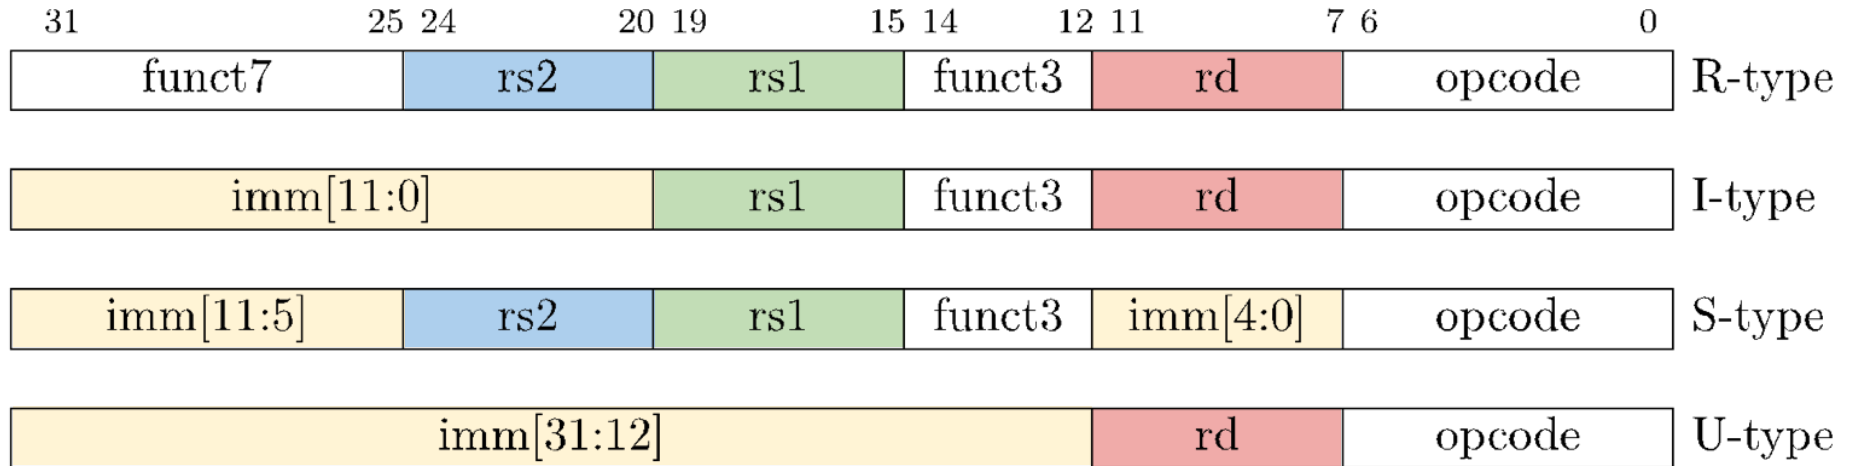 31 25 24 20 19 15 14 12 11 7 6 0
funct7 rs2 rs1 funct3 rd opcode R-type
imm[11:0] rs1 funct3 rd opcode I-type
imm[11:5] rs2 rs1 funct3 imm[4:0] opcode S-type
imm[31:12] rd opcode U-type